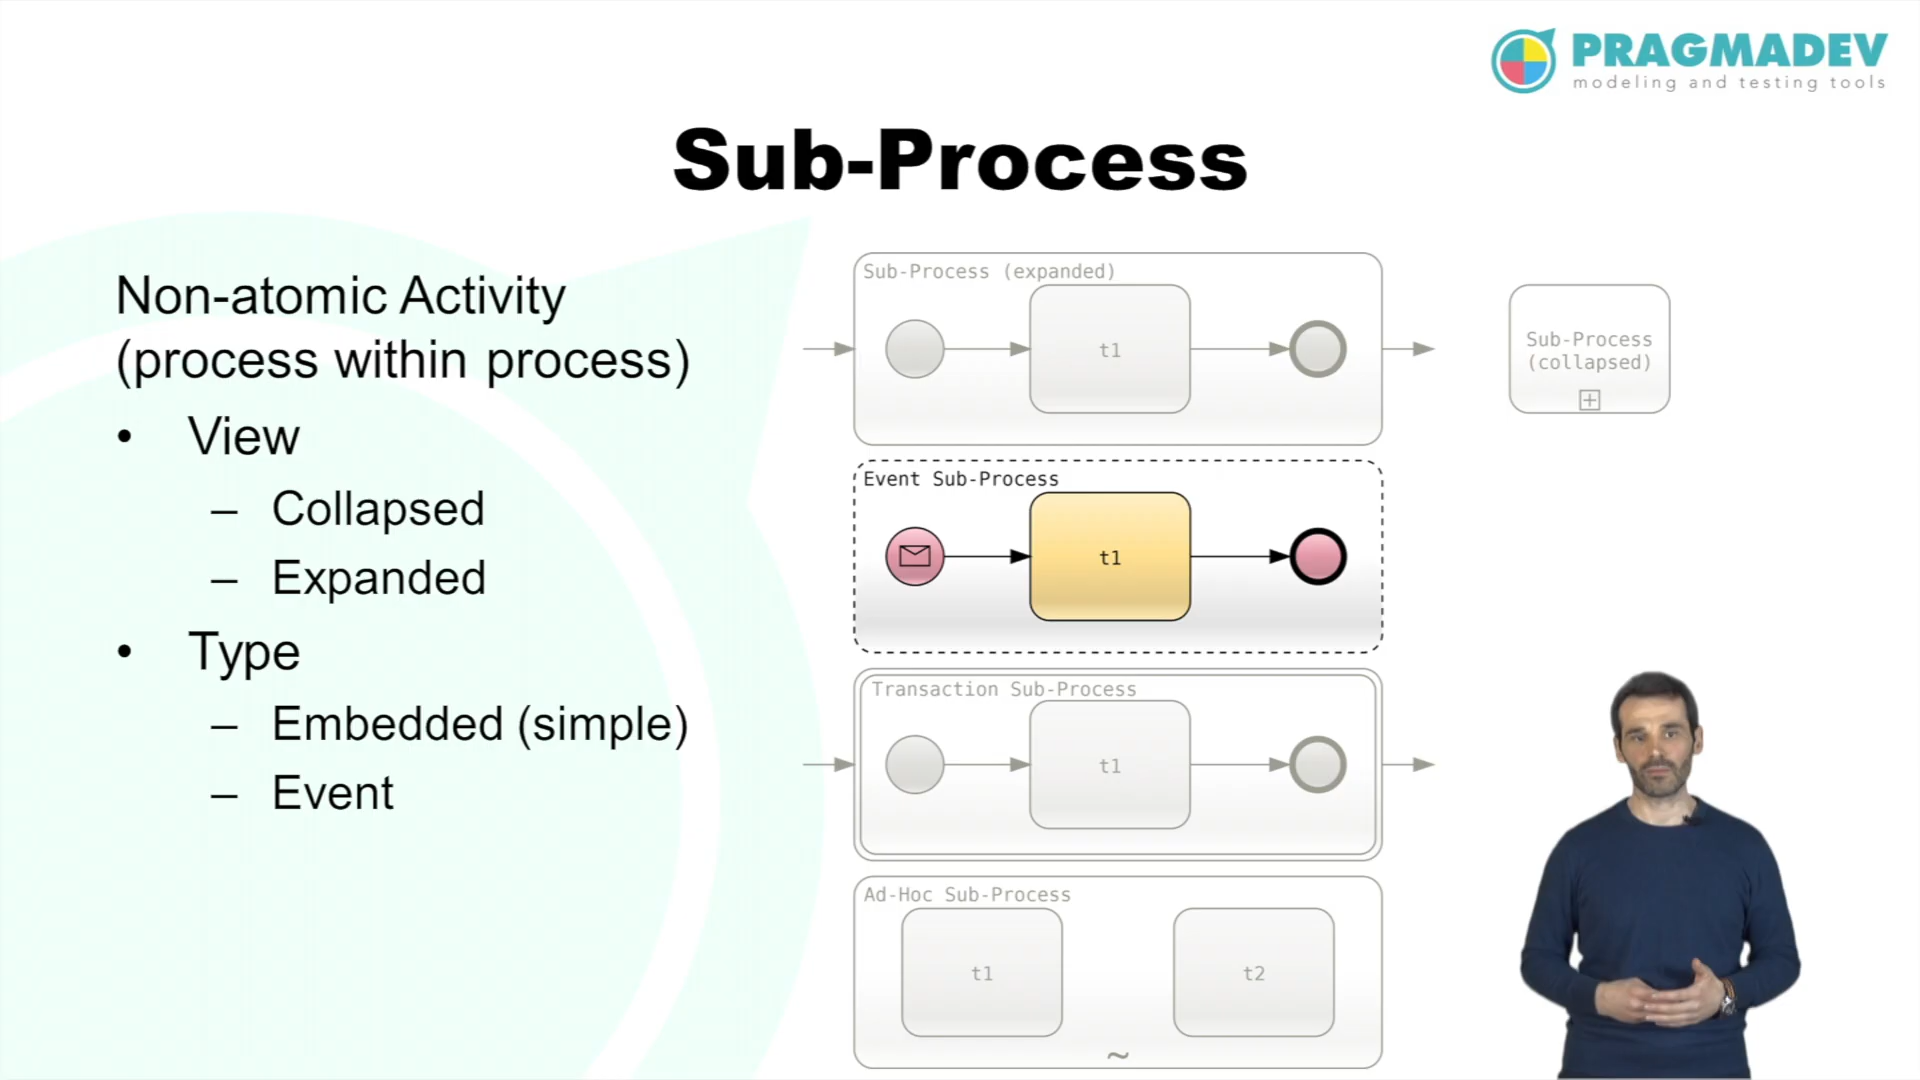 PRAGMADEV
modeling and testing tools
Sub-Process
Non-atomic Activity
(process within process)
• View
– Collapsed
– Expanded
• Type
– Embedded (simple)
– Event
Sub-Process (expanded)
t1
Sub-Process
(collapsed)
Event Sub-Process
t1
Transaction Sub-Process
t1
Ad-Hoc Sub-Process
t1
t2
~